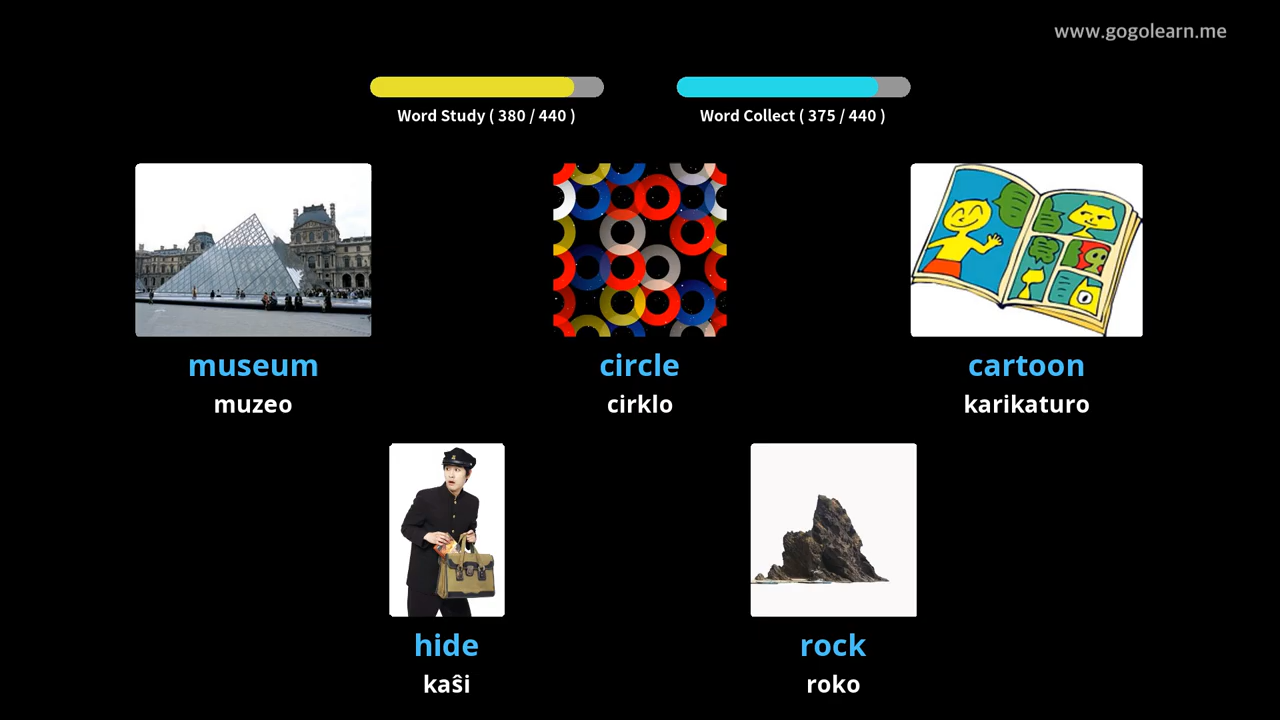 www.gogolearn.me
Word Study ( 380 / 440 )
Word Collect ( 375 / 440 )
museum
circle
cartoon
muzeo
cirklo
karikaturo
hide
rock
kaŝi
roko